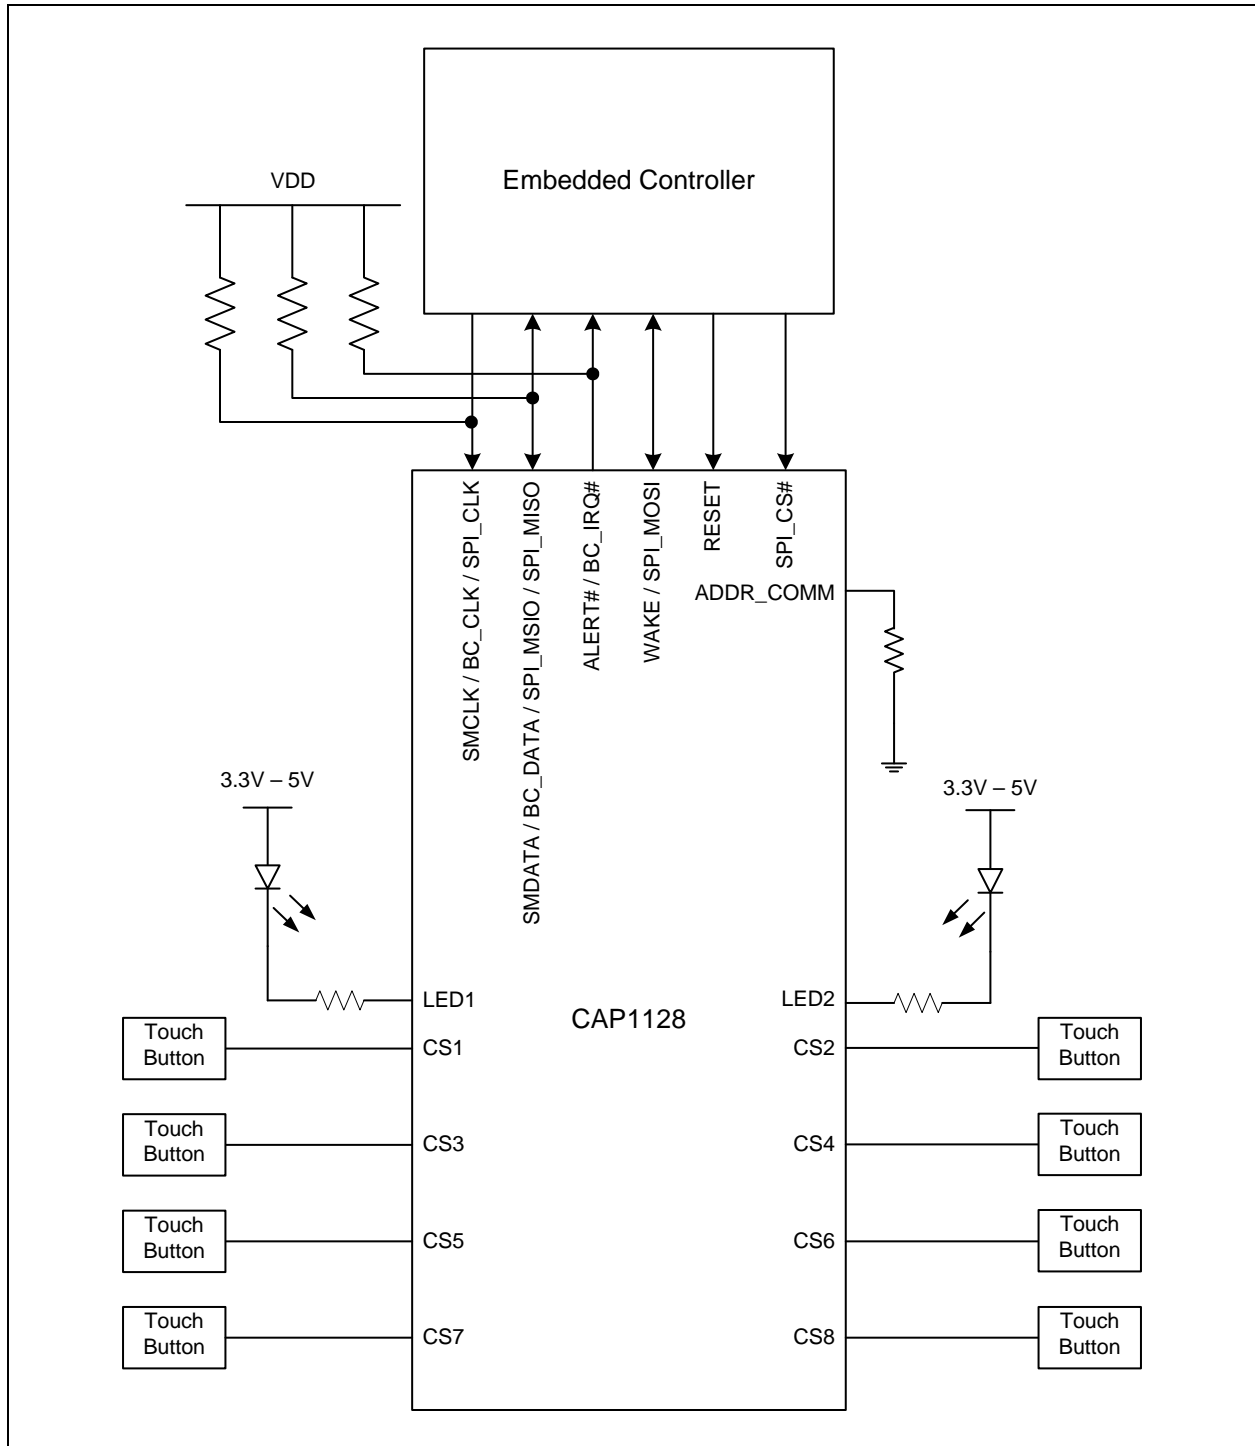 Embedded Controller
VDD
SMCLK / BC_CLK / SPI_CLK
SMDATA / BC_DATA / SPI_MSIO / SPI_MISO
ALERT# / BC_IRQ#
WAKE / SPI_MOSI
RESET
SPI_CS#
ADDR_COMM
3.3V – 5V
3.3V – 5V
LED1
LED2
CAP1128
Touch
Button
CS1
CS2
Touch
Button
Touch
Button
CS3
CS4
Touch
Button
Touch
Button
CS5
CS6
Touch
Button
Touch
Button
CS7
CS8
Touch
Button